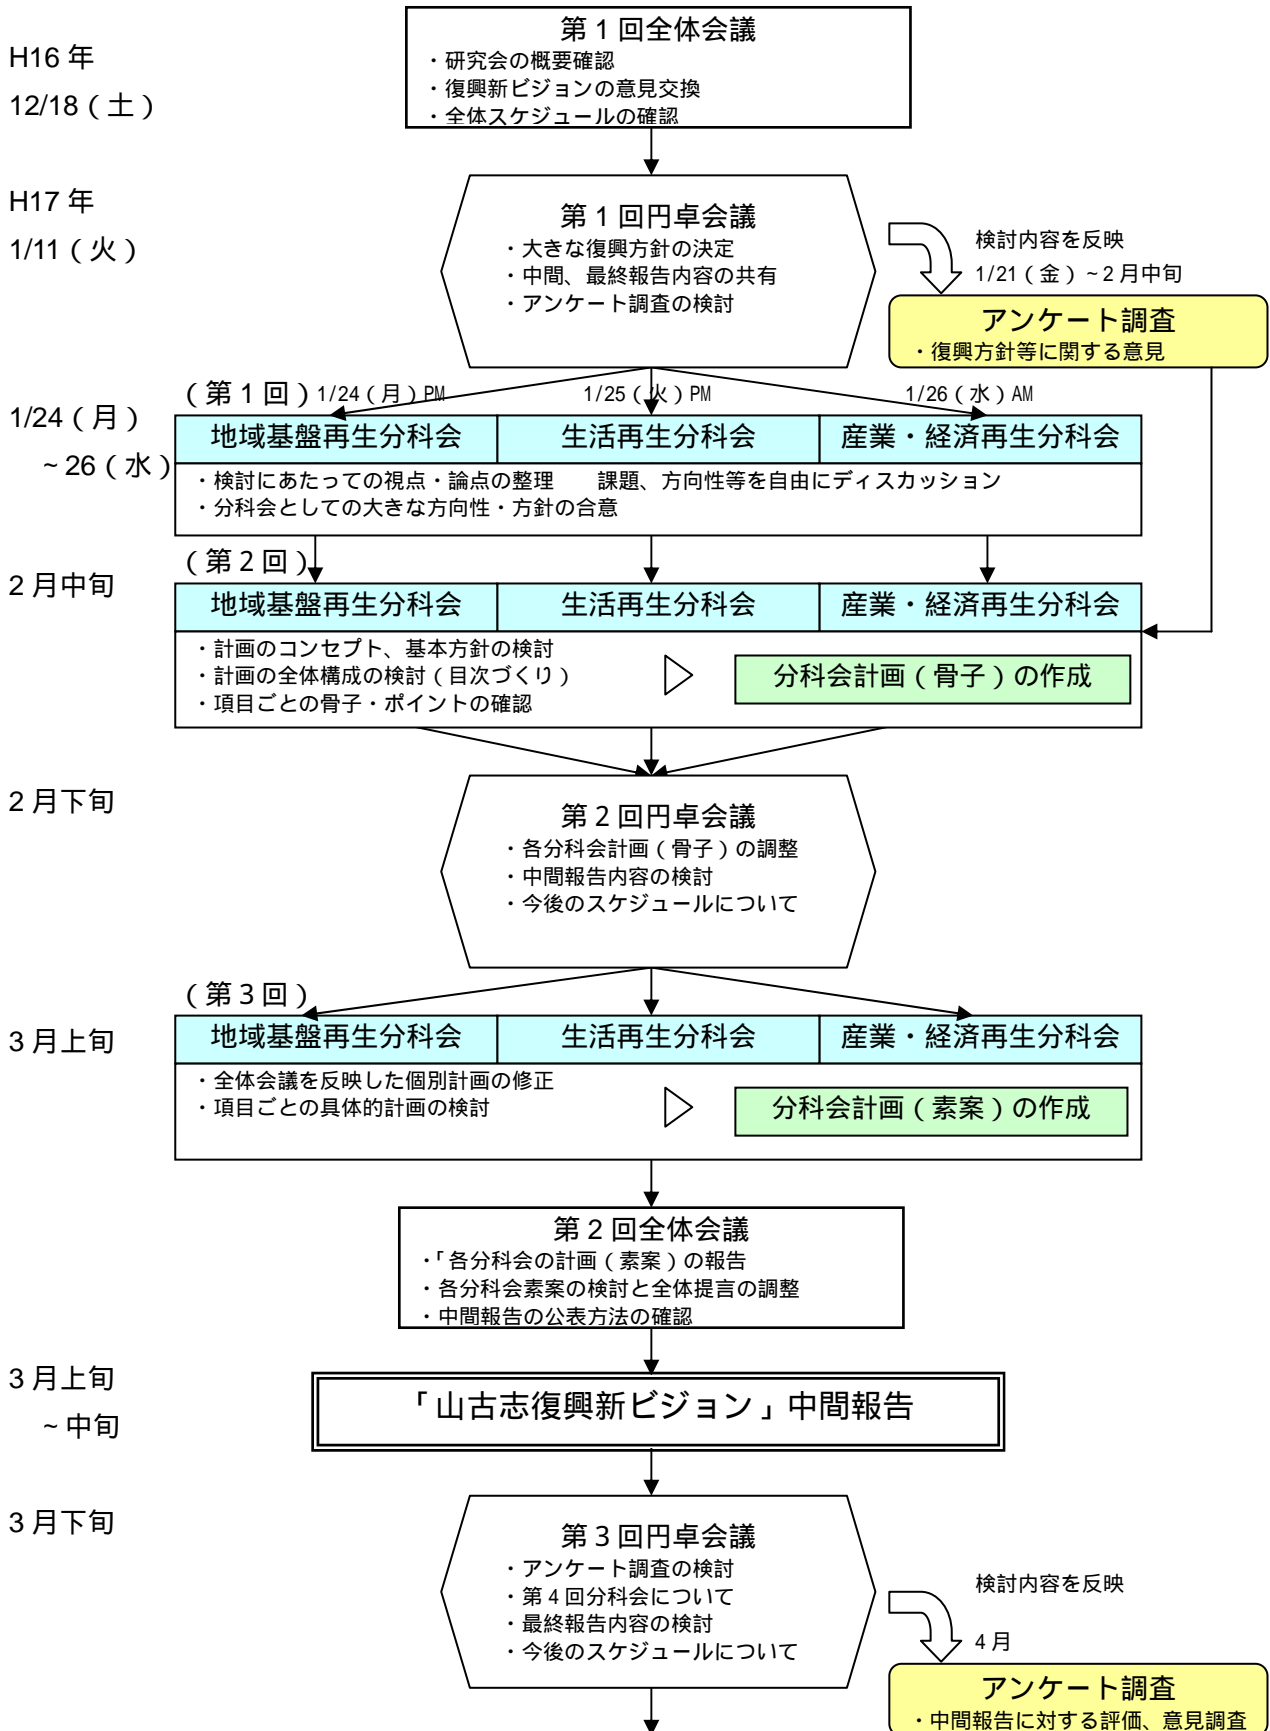 第１回全体会議
・研究会の概要確認
・復興新ビジョンの意見交換
・全体スケジュールの確認
H16 年
12/18（土）
H17 年
1/11（火）
第１回円卓会議
・大きな復興方針の決定
・中間、最終報告内容の共有
・アンケート調査の検討
検討内容を反映
1/21（金）~２月中旬
アンケート調査
・復興方針等に関する意見
1/24（月）
~ 26（水）
（第１回）1/24（月）PM
1/25（火）PM
1/26（水）AM
地域基盤再生分科会
生活再生分科会
産業・経済再生分科会
・検討にあたっての視点・論点の整理　　課題、方向性等を自由にディスカッション
・分科会としての大きな方向性・方針の合意
2 月中旬
（第２回）
地域基盤再生分科会
生活再生分科会
産業・経済再生分科会
・計画のコンセプト、基本方針の検討
・計画の全体構成の検討（目次づくり）
・項目ごとの骨子・ポイントの確認
分科会計画（骨子）の作成
2 月下旬
第２回円卓会議
・各分科会計画（骨子）の調整
・中間報告内容の検討
・今後のスケジュールについて
3 月上旬
（第３回）
地域基盤再生分科会
生活再生分科会
産業・経済再生分科会
・全体会議を反映した個別計画の修正
・項目ごとの具体的計画の検討
分科会計画（素案）の作成
第２回全体会議
・「各分科会の計画（素案）の報告
・各分科会素案の検討と全体提言の調整
・中間報告の公表方法の確認
3 月上旬
~ 中旬
「山古志復興新ビジョン」中間報告
3 月下旬
第３回円卓会議
・アンケート調査の検討
・第４回分科会について
・最終報告内容の検討
・今後のスケジュールについて
検討内容を反映
４月
アンケート調査
・中間報告に対する評価、意見調査